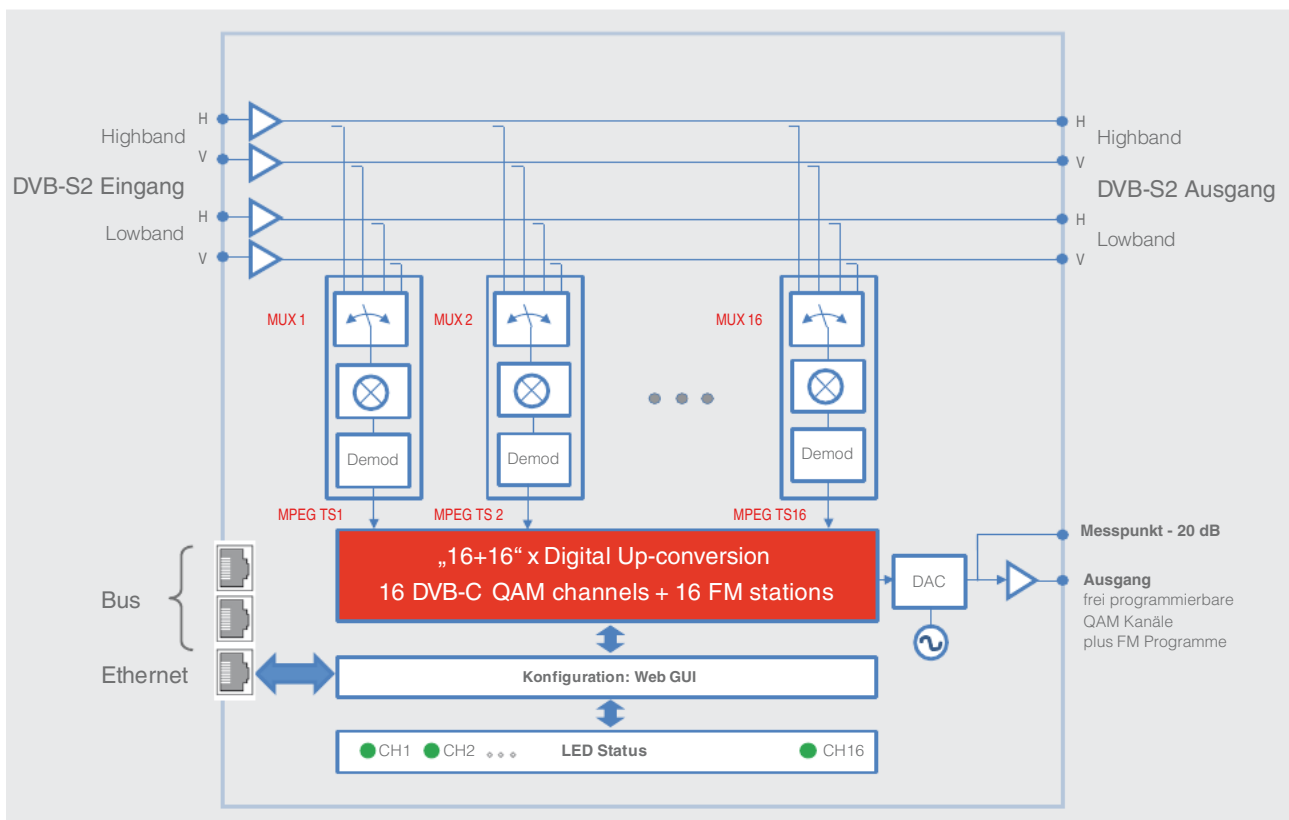 H
Highband
V
DVB-S2 Eingang
H
Lowband
V
H
Highband
V
DVB-S2 Ausgang
H
Lowband
V
MUX 1
MUX 2
MUX 16
Demod
Demod
Demod
MPEG TS1
MPEG TS 2
MPEG TS16
„16+16“ x Digital Up-conversion
16 DVB-C QAM channels + 16 FM stations
DAC
Messpunkt - 20 dB
Ausgang
frei programmierbare
QAM Kanäle
plus FM Programme
Bus
Ethernet
Konfiguration: Web GUI
CH1 CH2 LED Status CH16